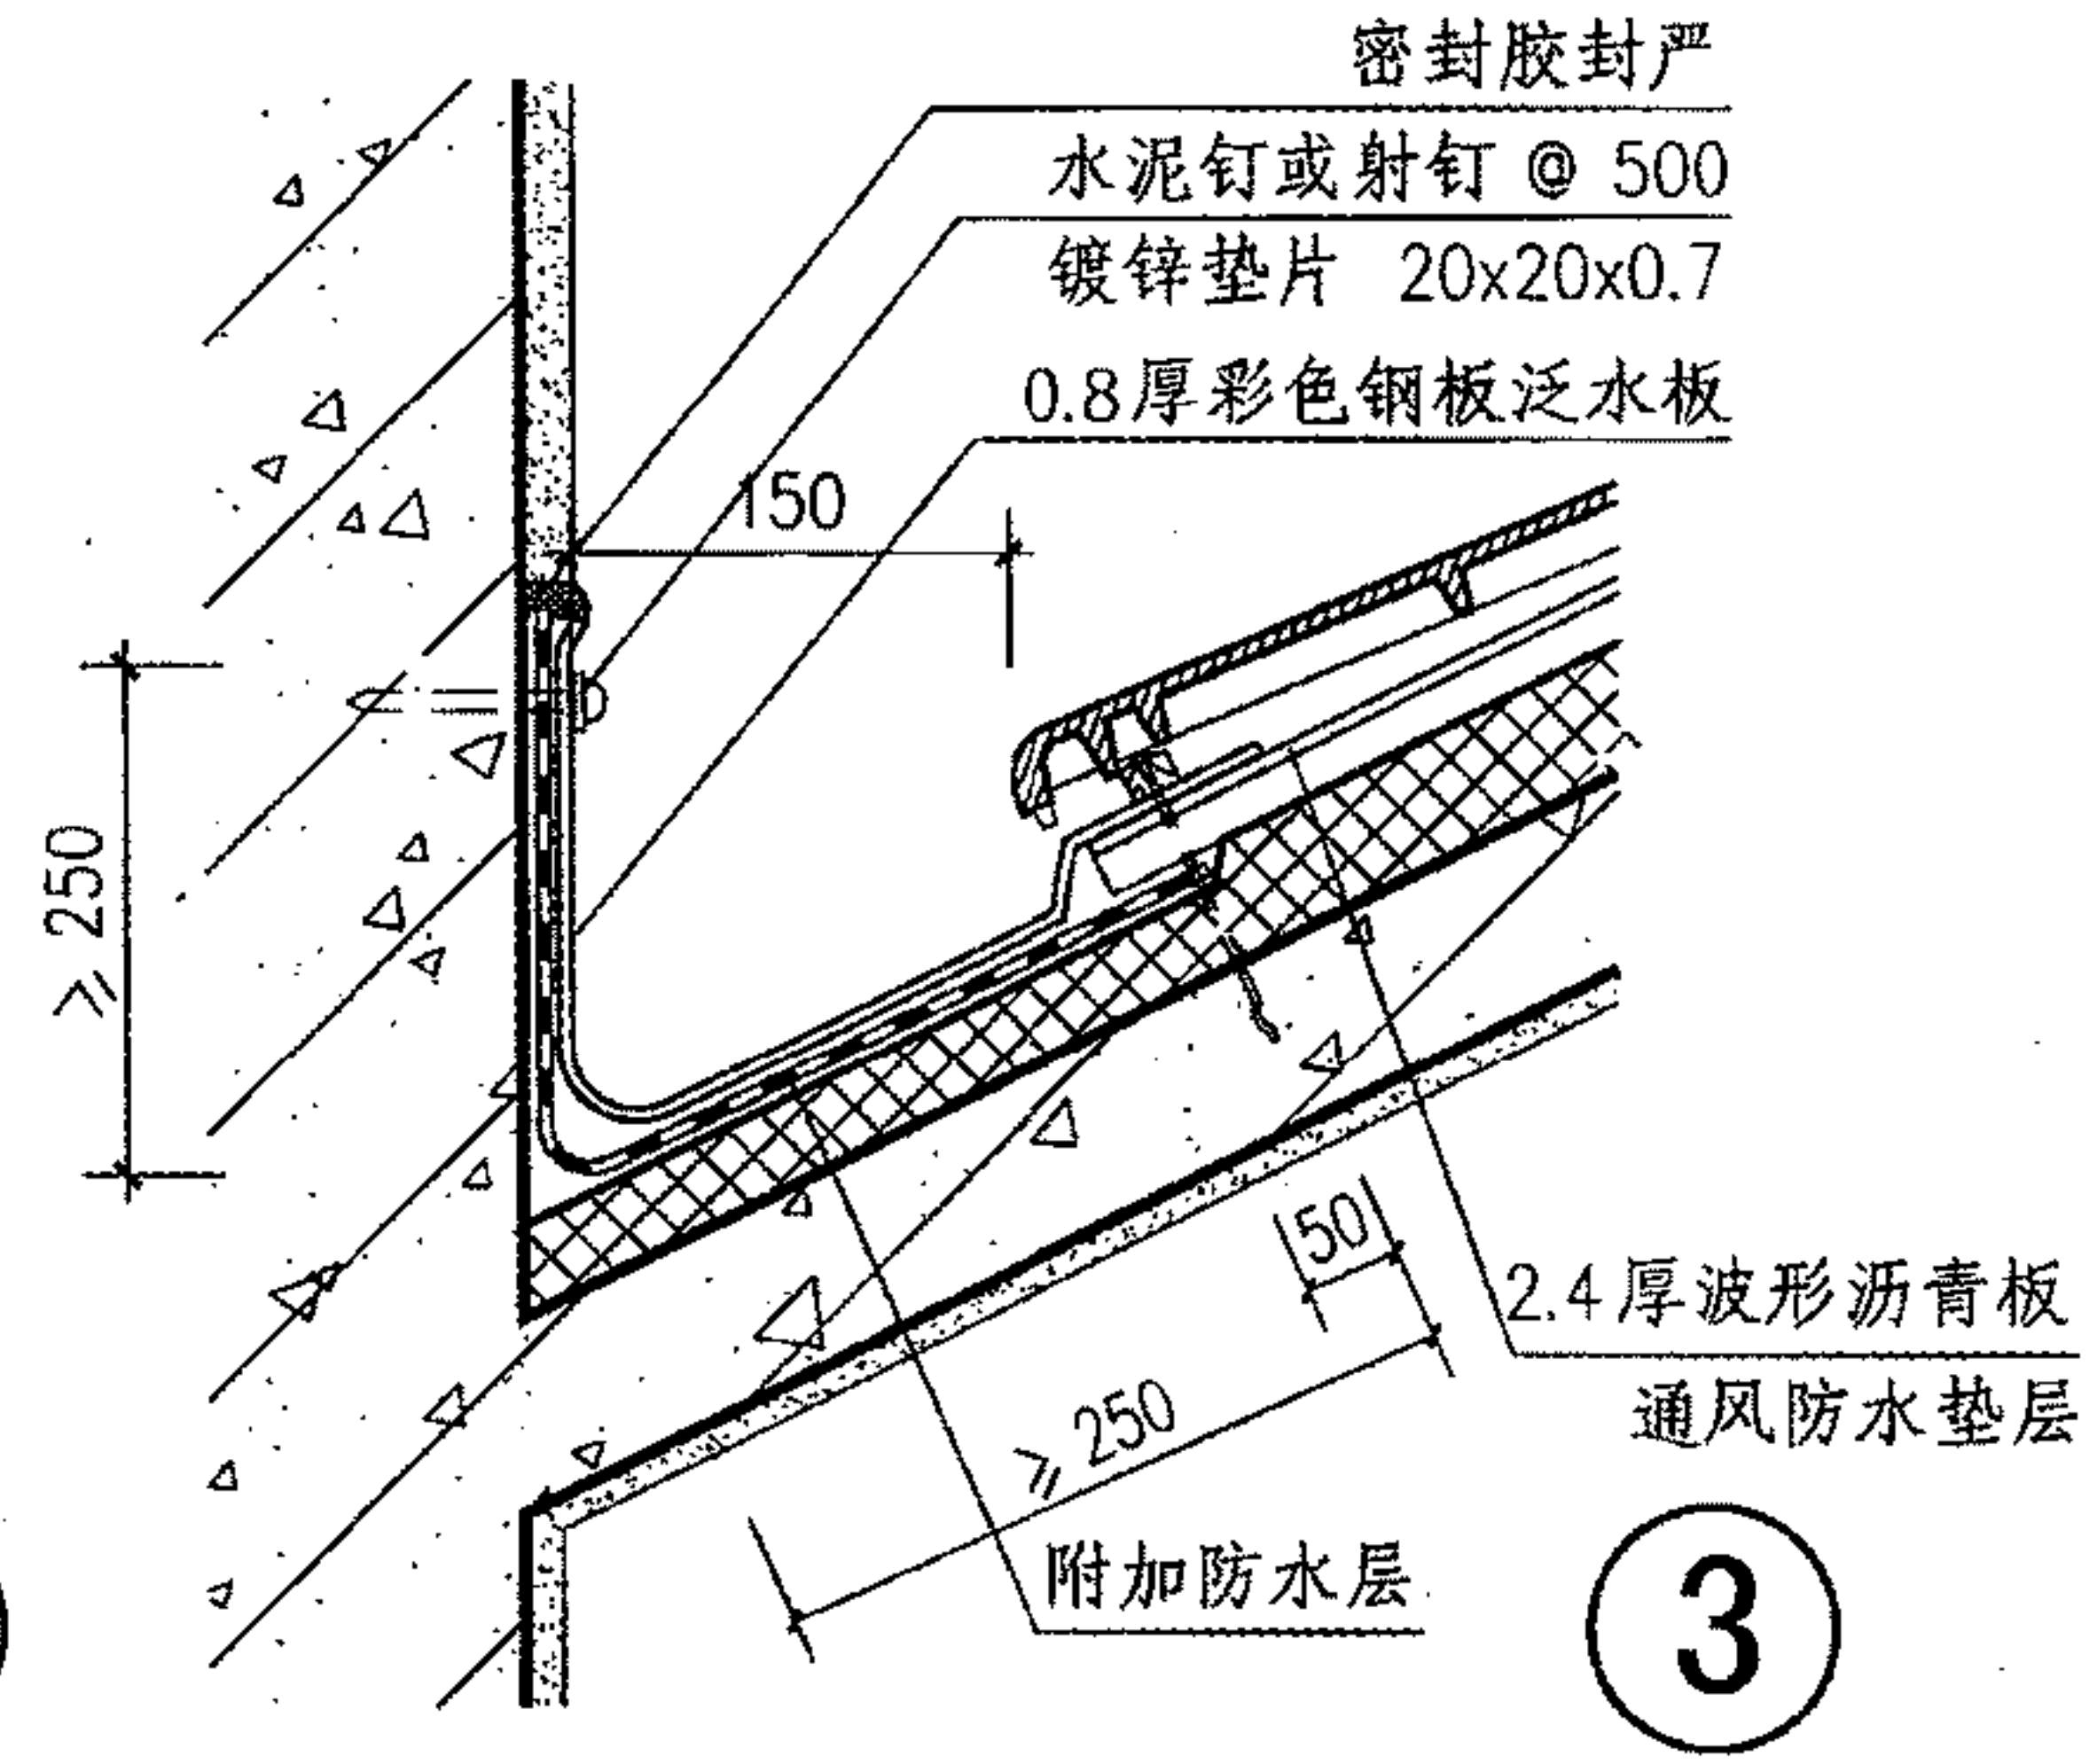 密封胶封严
水泥钉或射钉 @ 500
镀锌垫片 20x20x0.7
0.8厚彩色钢板泛水板
150
≥ 250
50
2.4厚波形沥青板
通风防水垫层
≥ 250
附加防水层
3